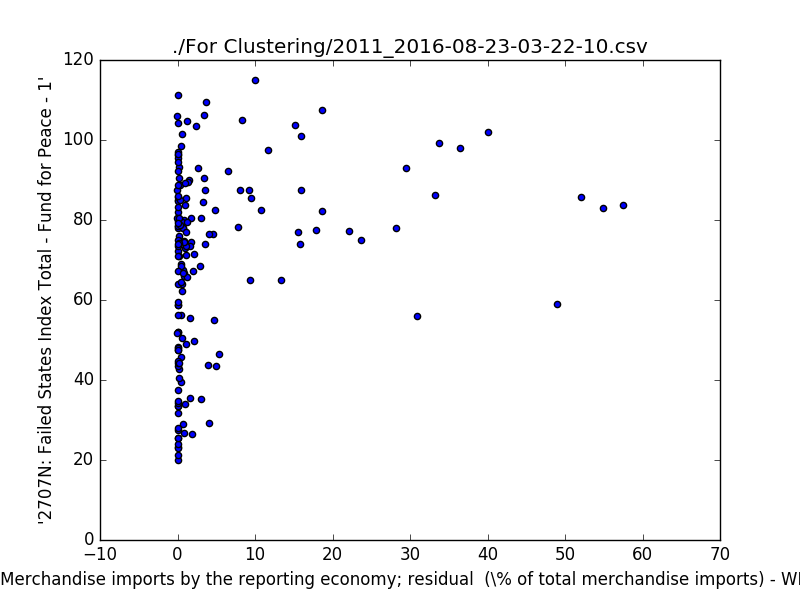 ./For Clustering/2011_2016-08-23-03-22-10.csv
'2707N: Failed States Index Total - Fund for Peace - 1'
120
100
80
60
40
20
0
−10 0 10 20 30 40 50 60 70
Merchandise imports by the reporting economy; residual (\% of total merchandise imports) -